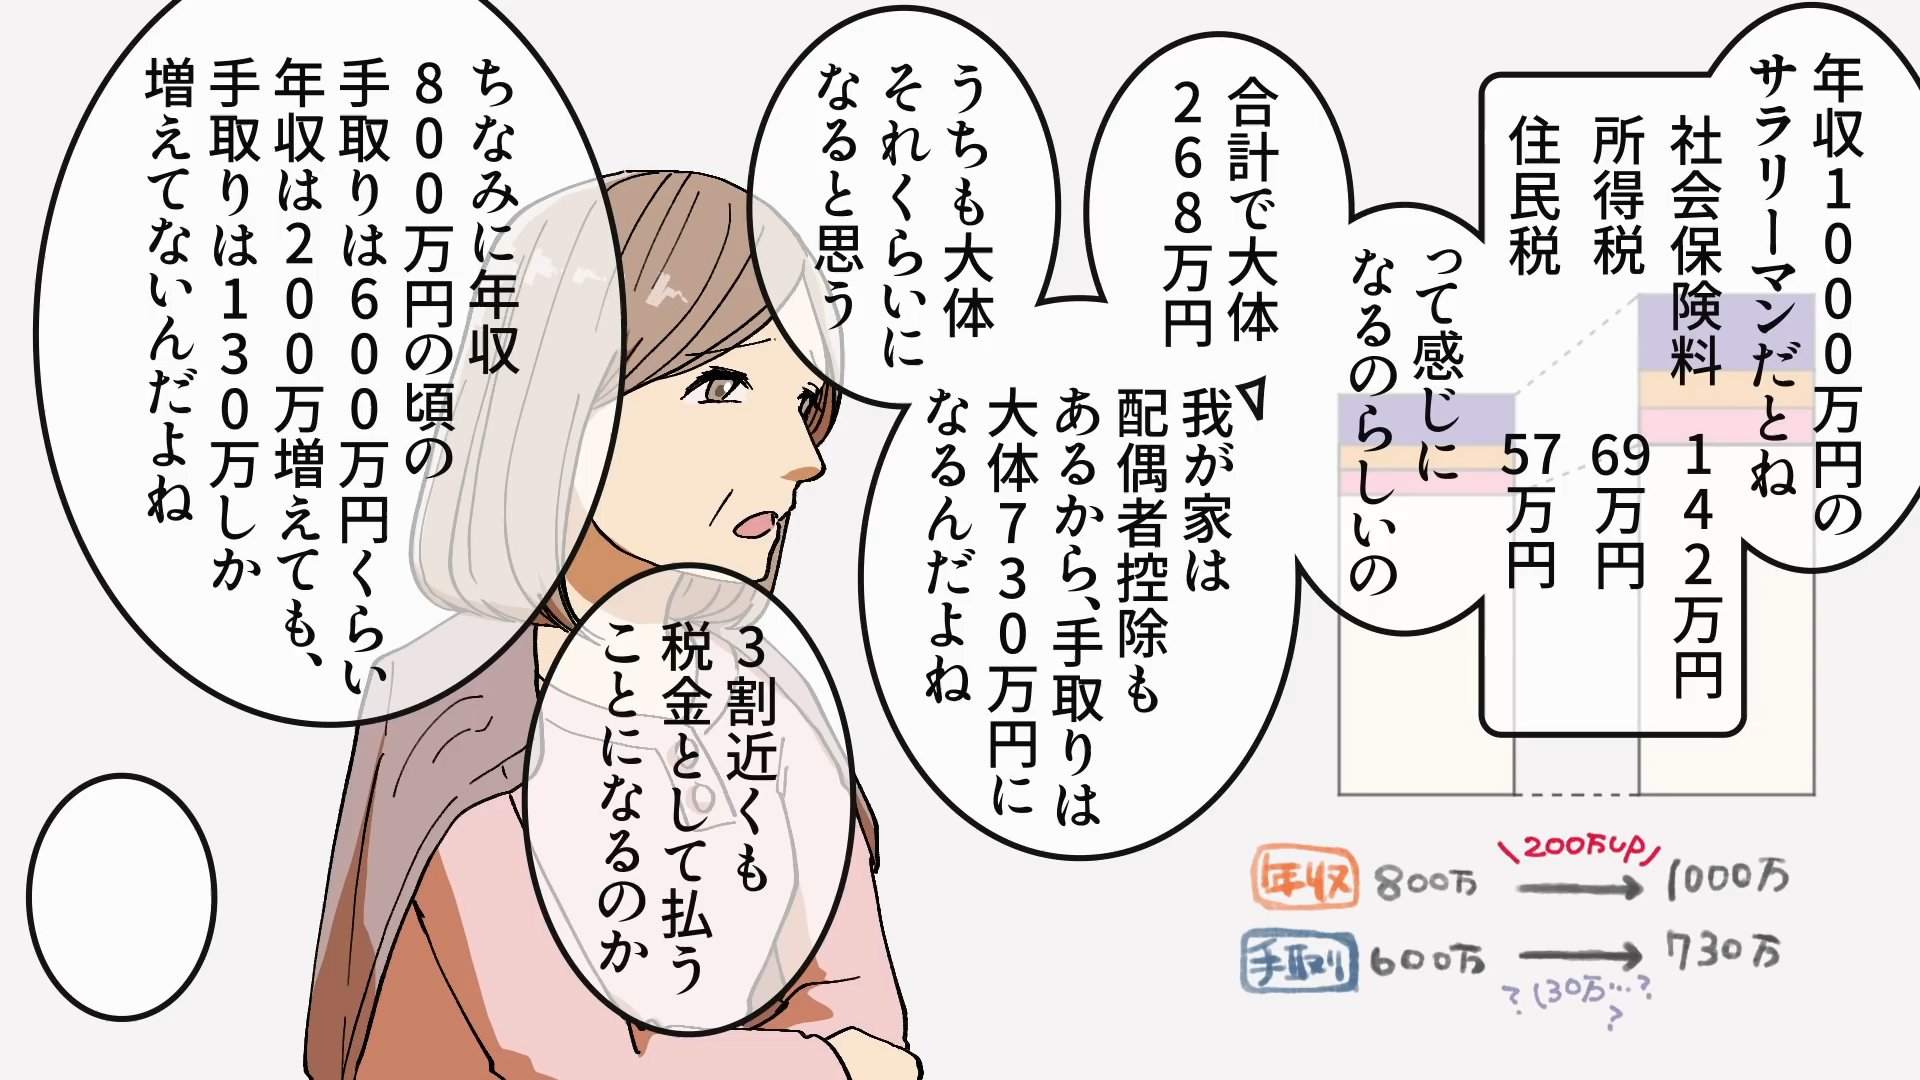 年収1000万円の
サラリーマンだとね
社会保険料 142万円
所得税 69万円
住民税 57万円
って感じに
なるのらしいの
合計で大体
268万円
うちも大体
それくらいに
なると思う
我が家は
配偶者控除も
あるから、手取りは
大体730万円に
なるんだよね
3割近くも
税金として払う
ことになるのか
ちなみに年収
800万円の頃の
手取りは600万円くらい
年収は200万増えても、
手取りは130万しか
増えてないんだよね
200万up
年収 800万 → 1000万
手取り 600万 → 730万
? 130万…?
?